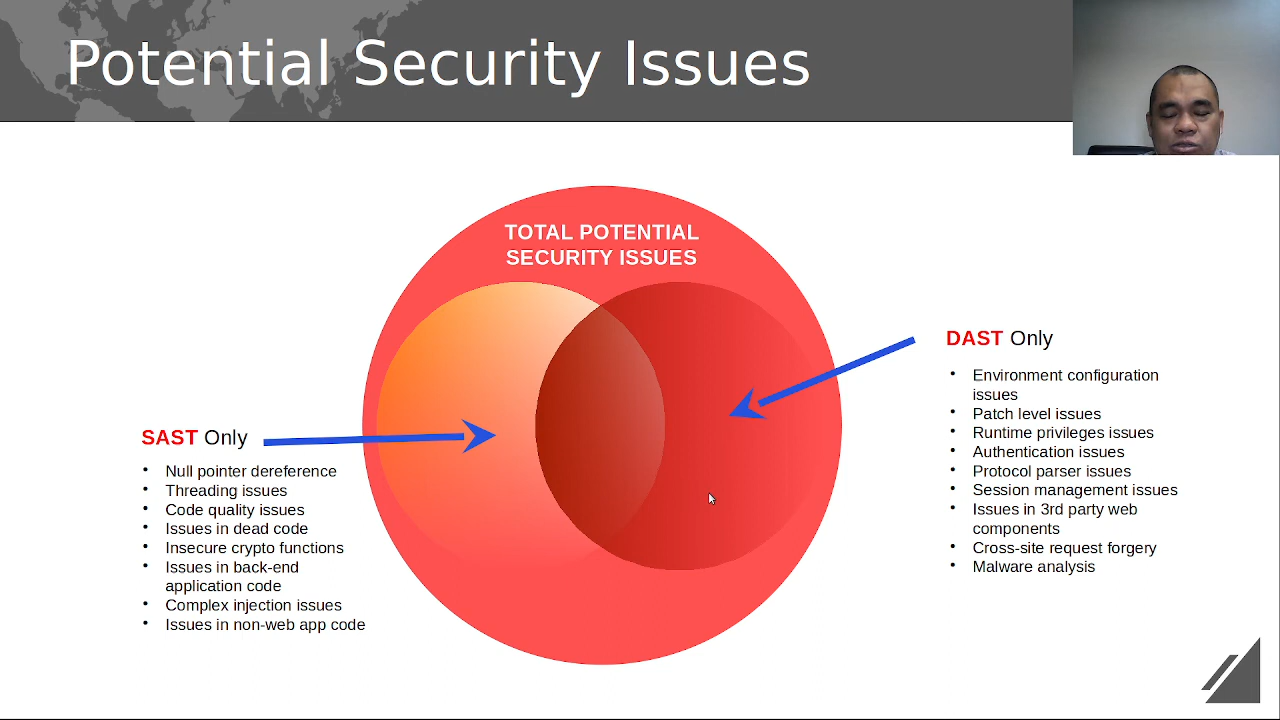 Potential Security Issues
TOTAL POTENTIAL
SECURITY ISSUES
SAST Only
• Null pointer dereference
• Threading issues
• Code quality issues
• Issues in dead code
• Insecure crypto functions
• Issues in back-end
application code
• Complex injection issues
• Issues in non-web app code
DAST Only
• Environment configuration
issues
• Patch level issues
• Runtime privileges issues
• Authentication issues
• Protocol parser issues
• Session management issues
• Issues in 3rd party web
components
• Cross-site request forgery
• Malware analysis